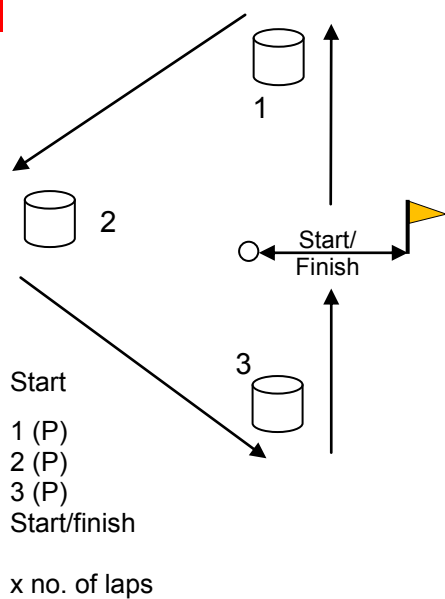 1
2
Start/
Finish
3
Start
1 (P)
2 (P)
3 (P)
Start/finish
x no. of laps